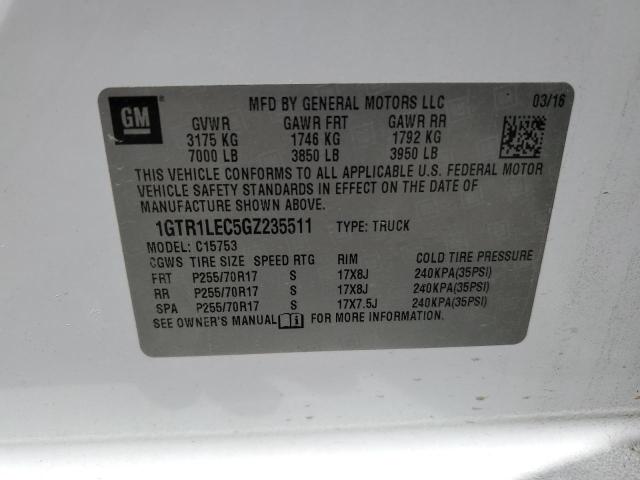 GM
MFD BY GENERAL MOTORS LLC 03/16
GVWR GAWR FRT GAWR RR
3175 KG 1746 KG 1792 KG
7000 LB 3850 LB 3950 LB
THIS VEHICLE CONFORMS TO ALL APPLICABLE U.S. FEDERAL MOTOR
VEHICLE SAFETY STANDARDS IN EFFECT ON THE DATE OF
MANUFACTURE SHOWN ABOVE.
1GTR1LEC5GZ235511 TYPE: TRUCK
MODEL: C15753
CGWS TIRE SIZE SPEED RTG RIM COLD TIRE PRESSURE
FRT P255/70R17 S 17X8J 240KPA(35PSI)
RR P255/70R17 S 17X8J 240KPA(35PSI)
SPA P255/70R17 S 17X7.5J 240KPA(35PSI)
SEE OWNER'S MANUAL FOR MORE INFORMATION.